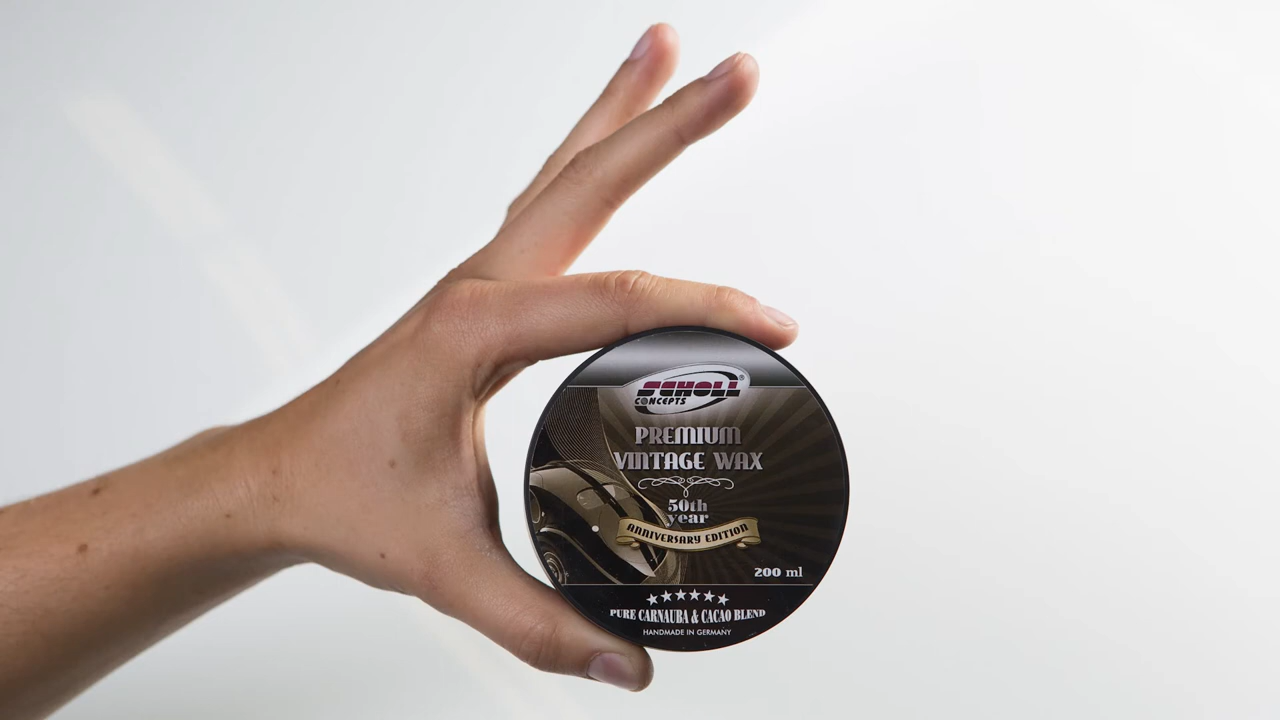 SCHOLL®
CONCEPTS
PREMIUM
VINTAGE WAX
50th
year
ANNIVERSARY EDITION
200 ml
PURE CARNAUBA & CACAO BLEND
HANDMADE IN GERMANY